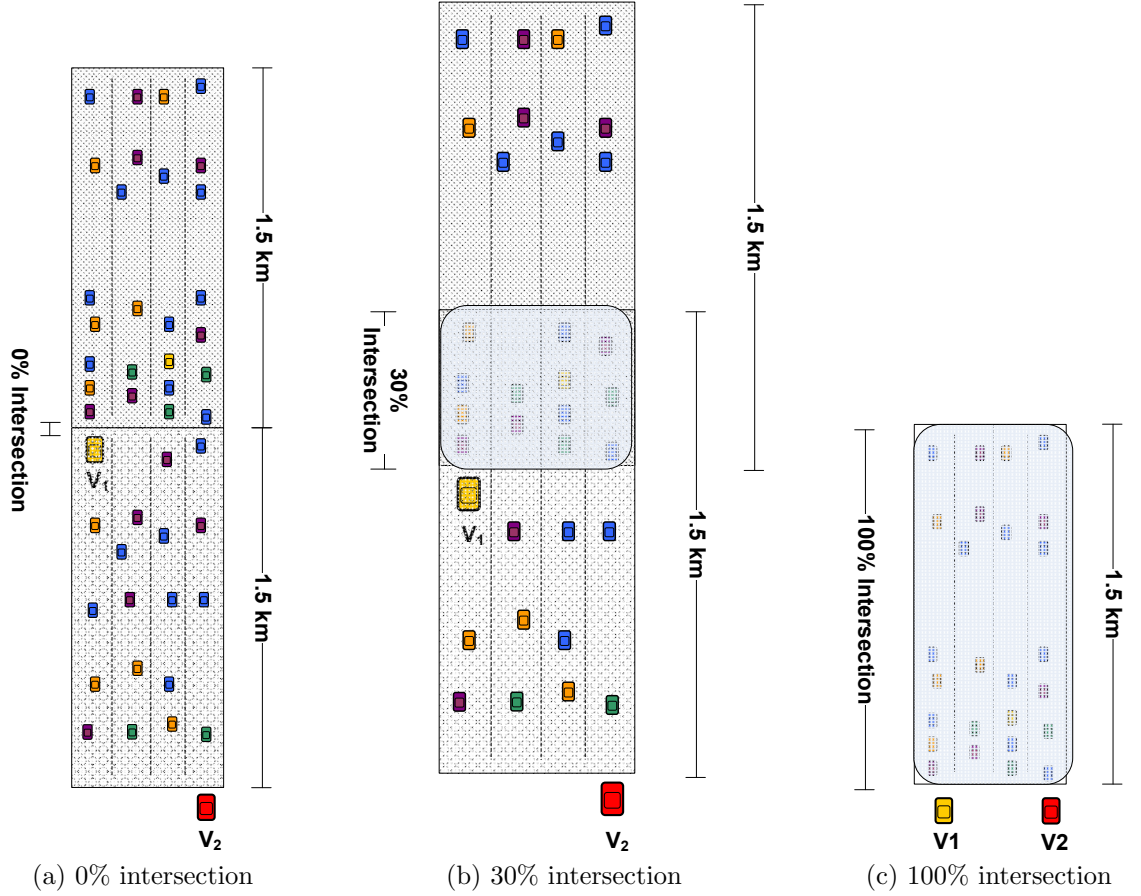 1.5 km
0% Intersection
V₁
1.5 km
V₂
(a) 0% intersection
1.5 km
30%
Intersection
V₁
1.5 km
V₂
(b) 30% intersection
100% Intersection
1.5 km
V1
V2
(c) 100% intersection